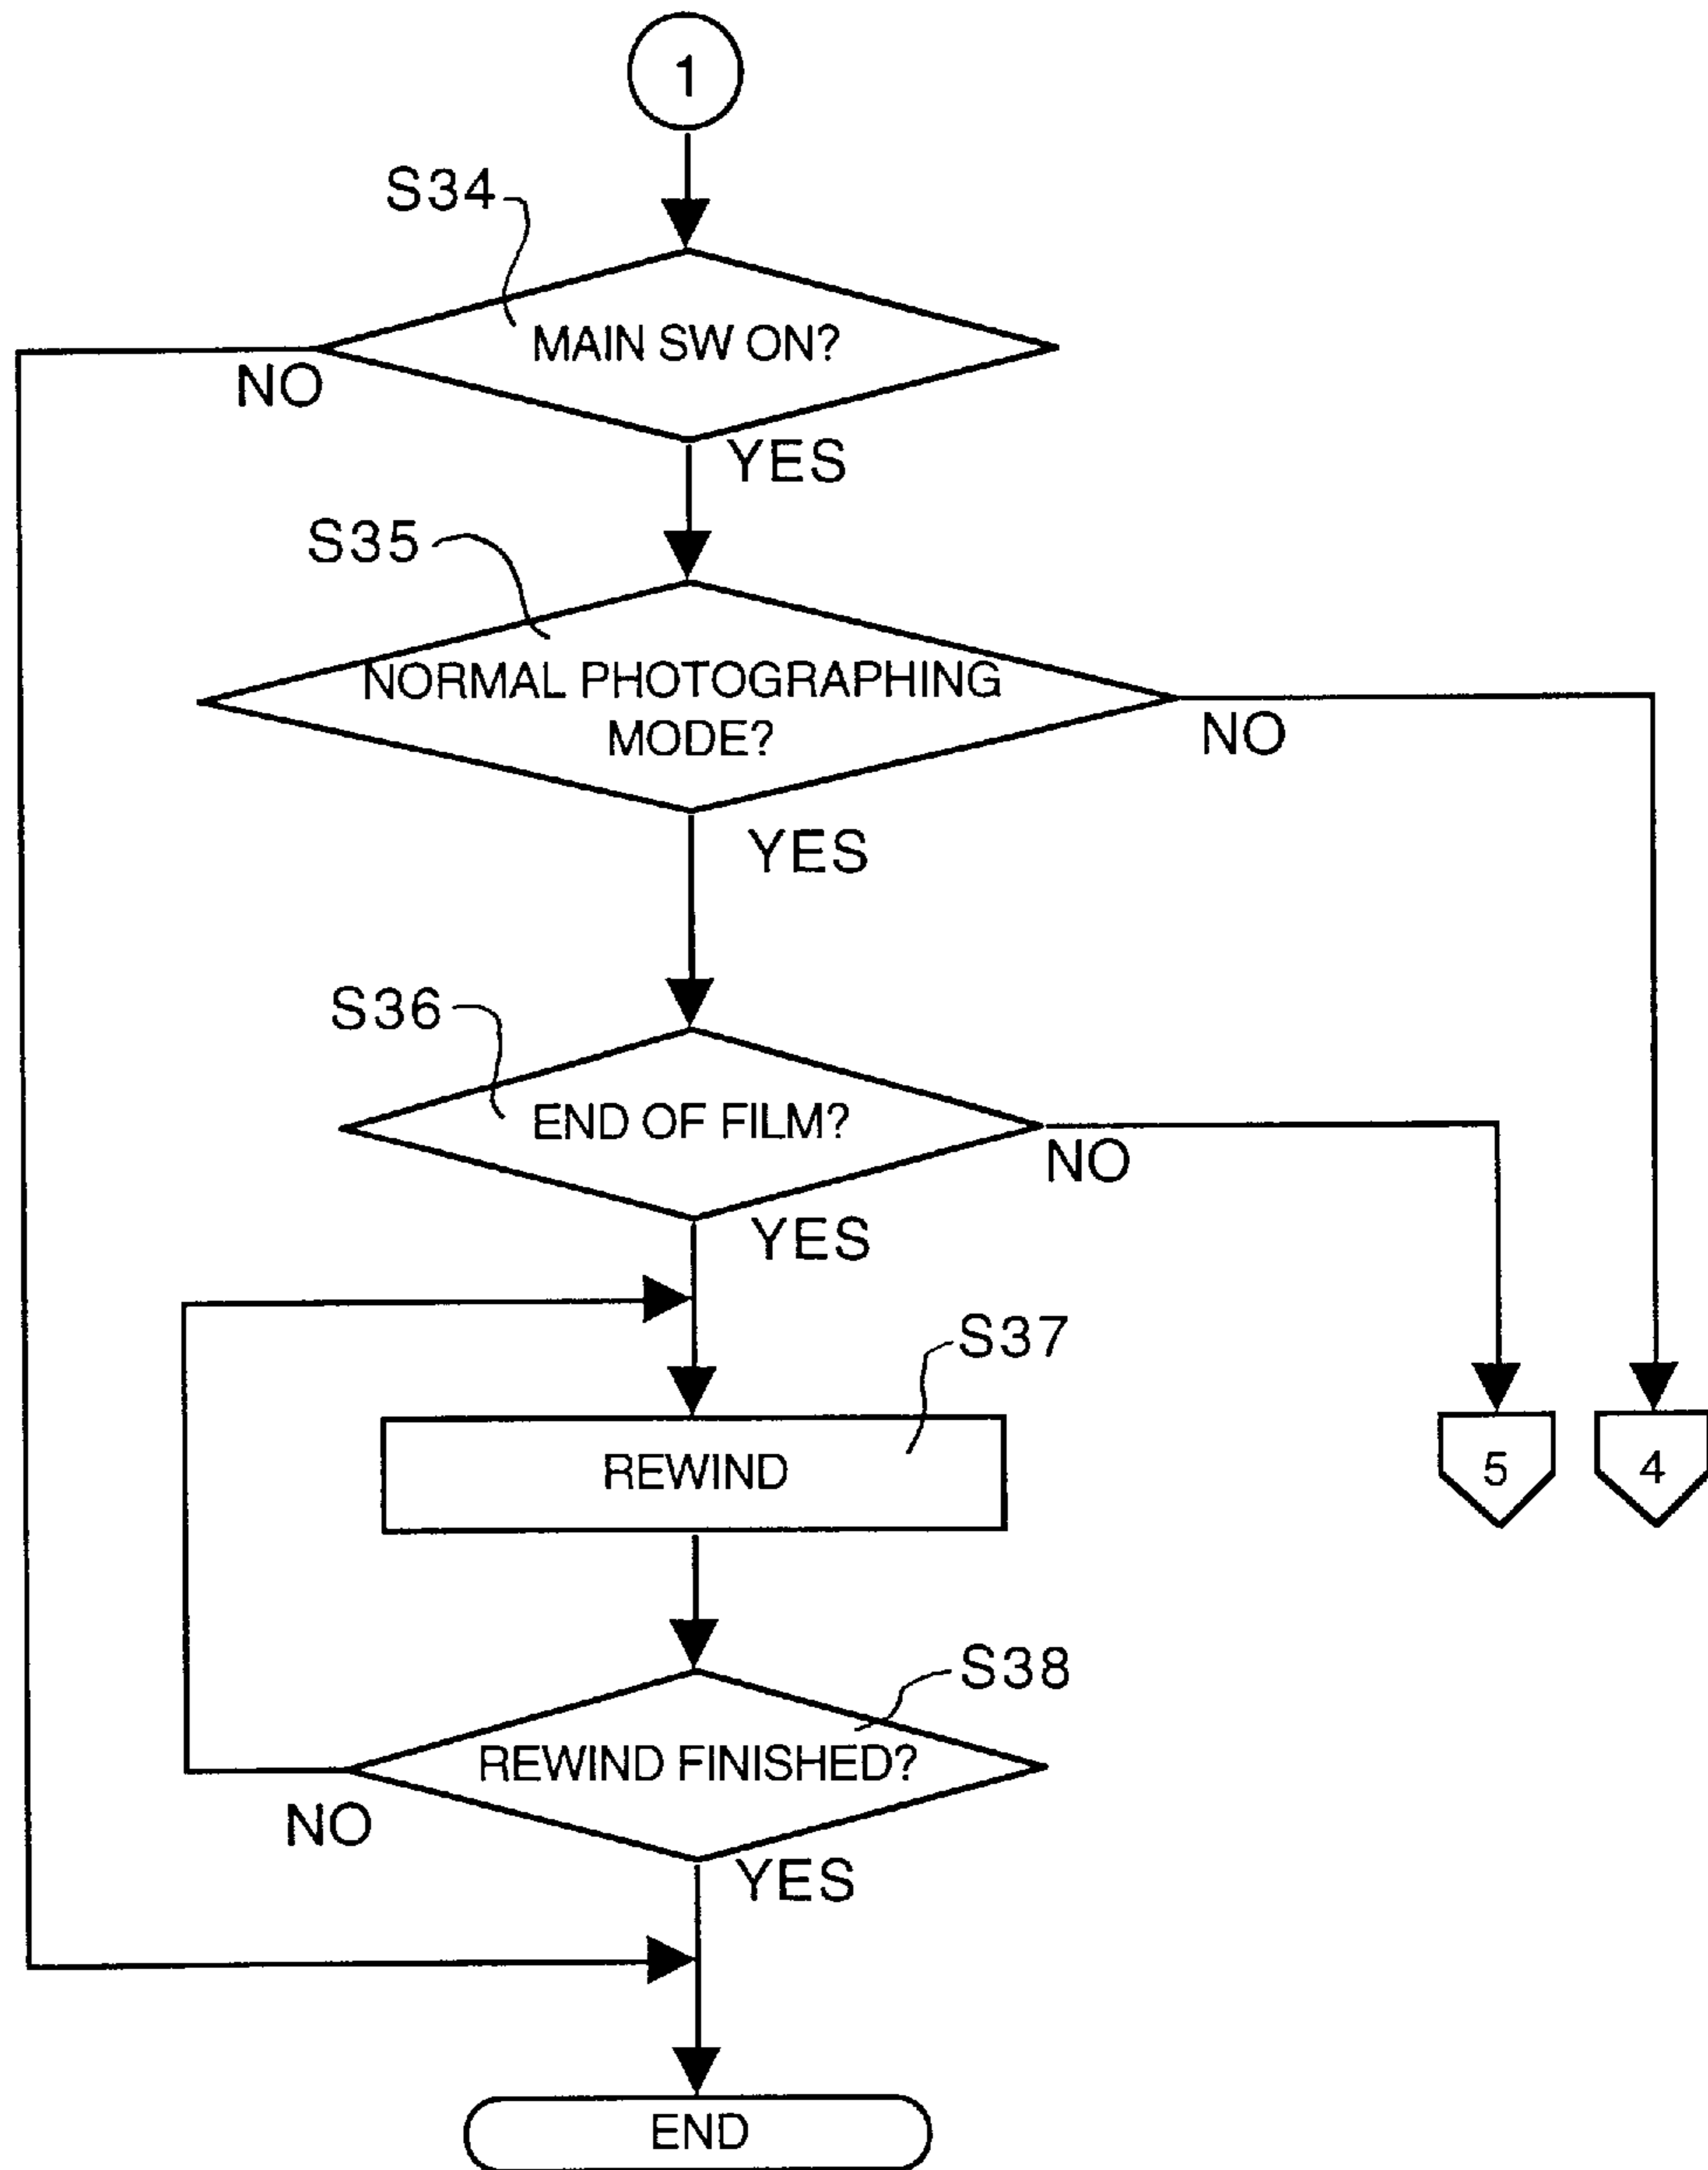 1
S34
MAIN SW ON?
NO
YES
S35
NORMAL PHOTOGRAPHING
MODE?
NO
YES
S36
END OF FILM?
NO
YES
S37
REWIND
5
4
S38
REWIND FINISHED?
NO
YES
END